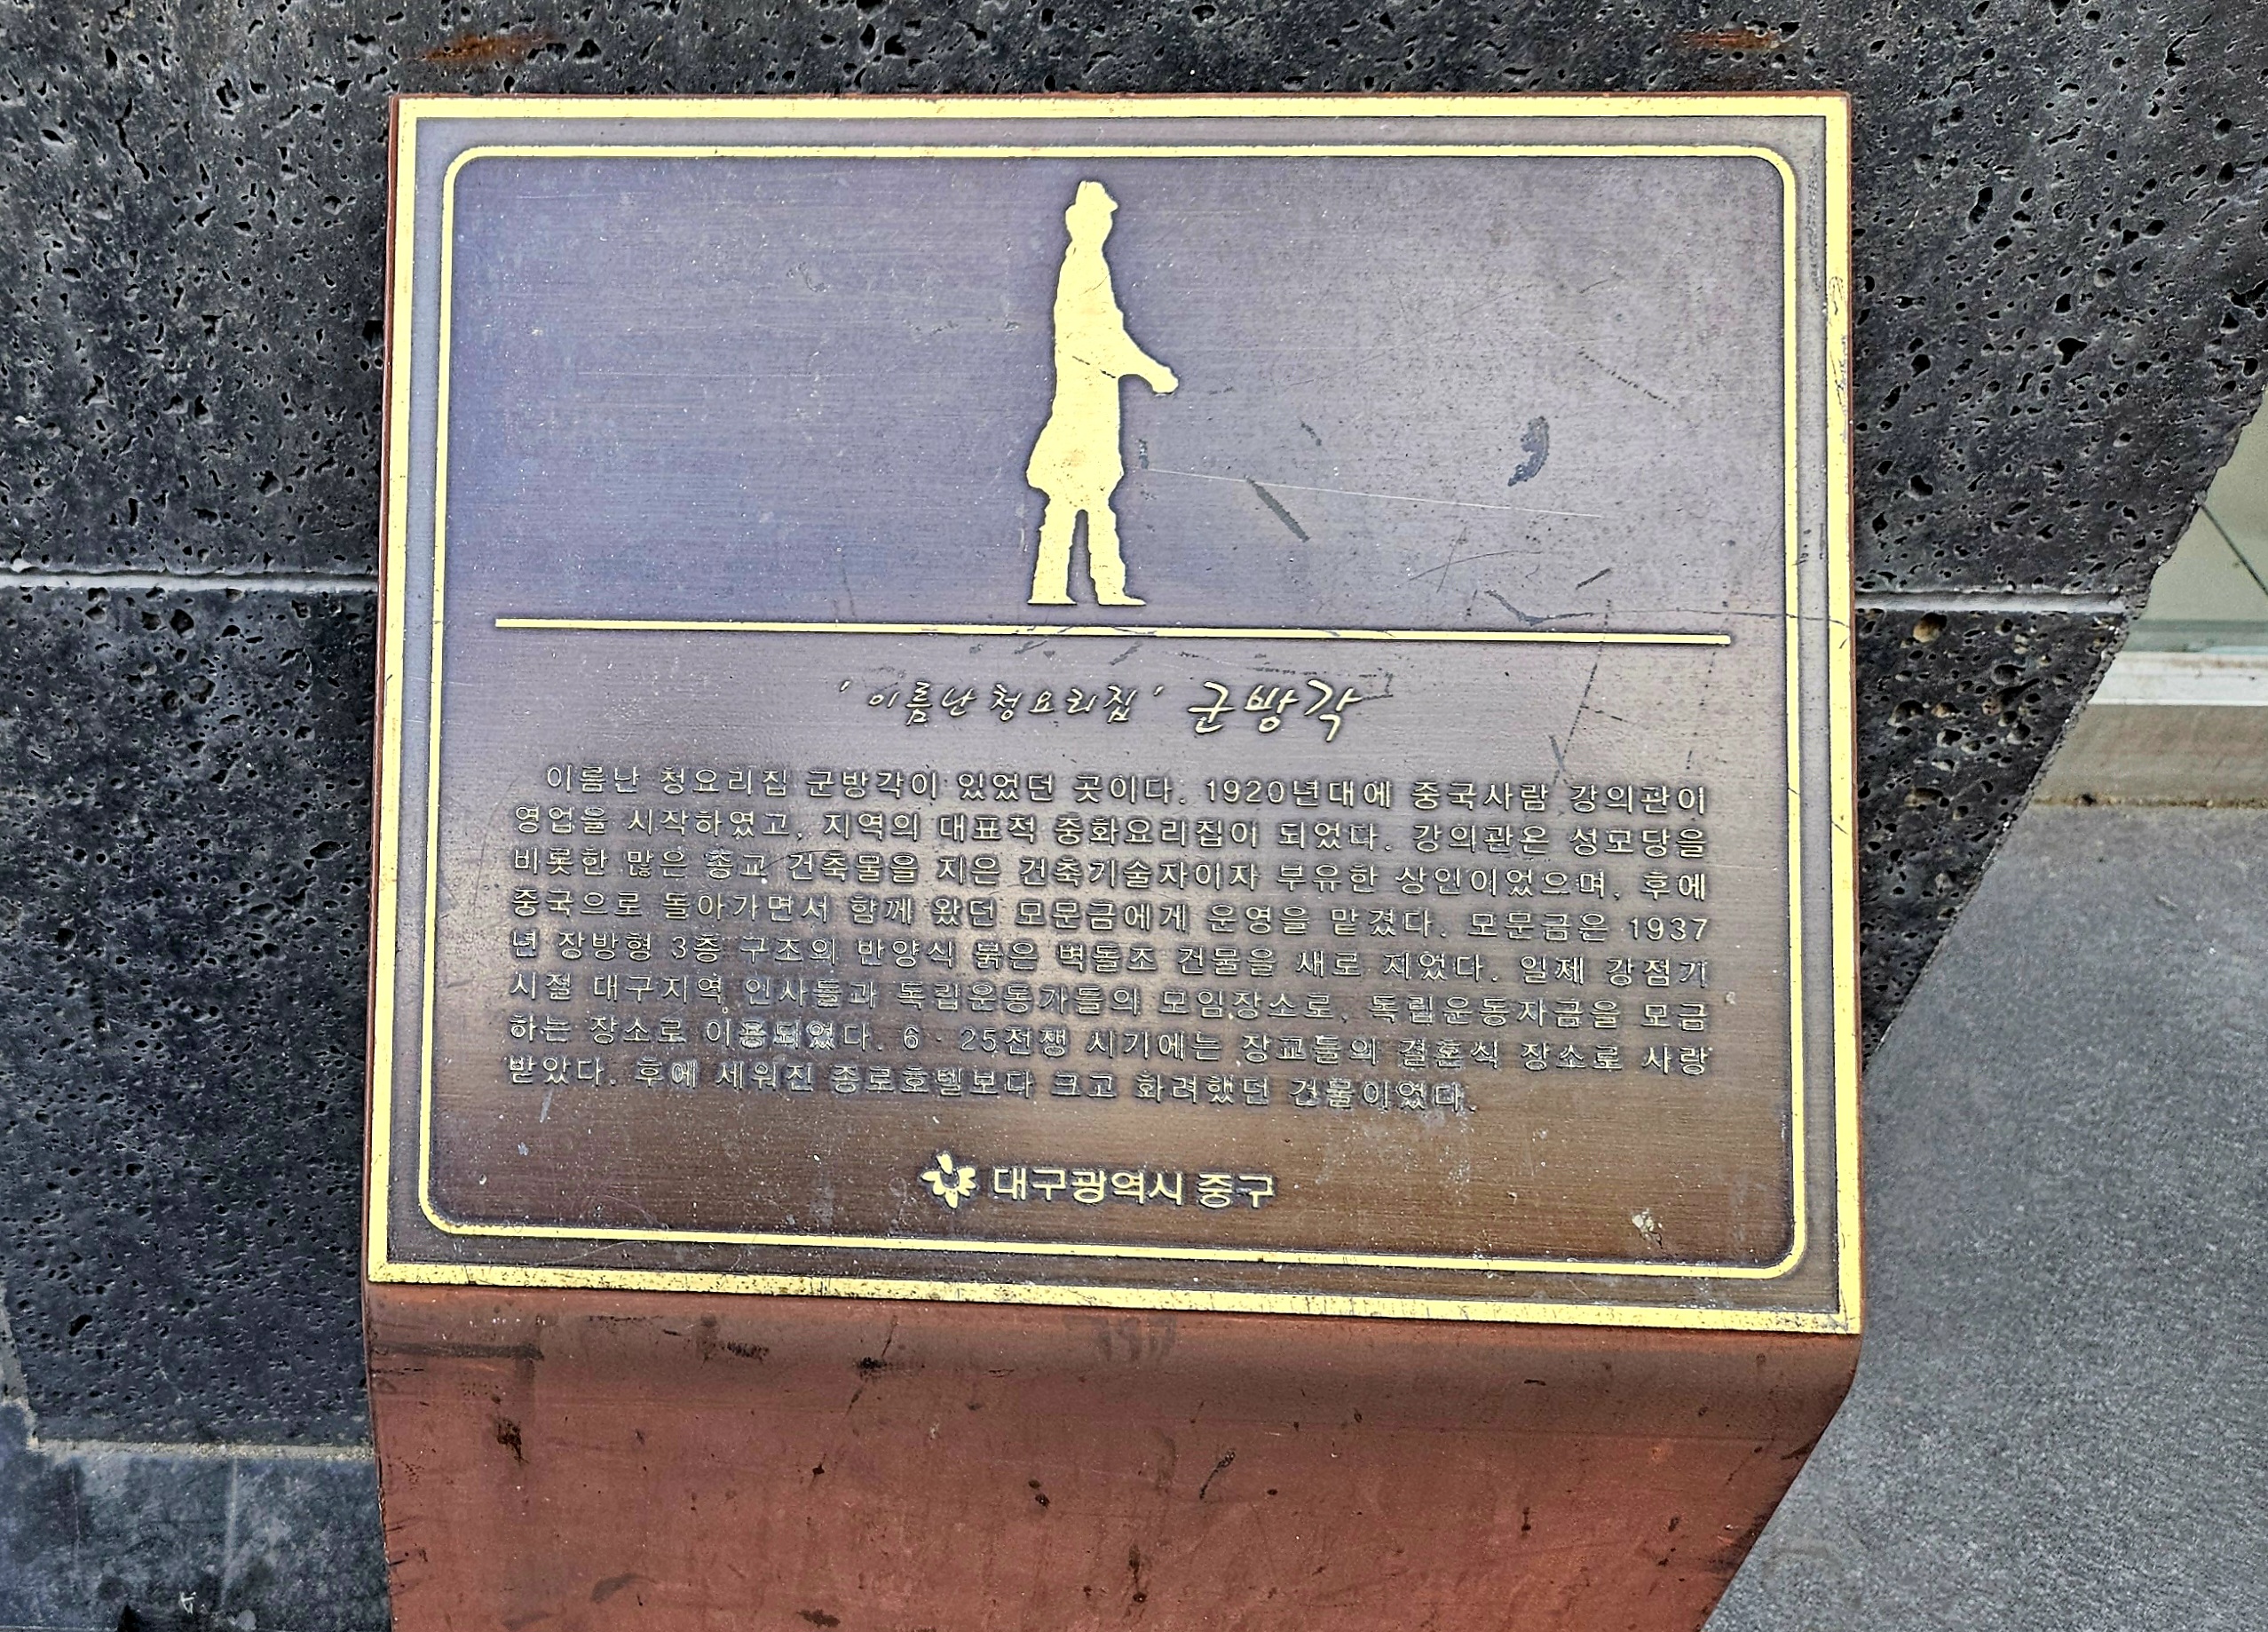 '이름난 청요리집' 군방각
이름난 청요리집 군방각이 있었던 곳이다. 1920년대에 중국사람 강의관이
영업을 시작하였고, 지역의 대표적 중화요리집이 되었다. 강의관은 성모당을
비롯한 많은 종교 건축물을 지은 건축기술자이자 부유한 상인이었으며, 후에
중국으로 돌아가면서 함께 왔던 모문금에게 운영을 맡겼다. 모문금은 1937
년 장방형 3층 구조의 반양식 붉은 벽돌조 건물을 새로 지었다. 일제 강점기
시절 대구지역 인사들과 독립운동가들의 모임장소로, 독립운동자금을 모금
하는 장소로 이용되었다. 6·25전쟁 시기에는 장교들의 결혼식 장소로 사랑
받았다. 후에 세워진 종로호텔보다 크고 화려했던 건물이였다.
대구광역시 중구